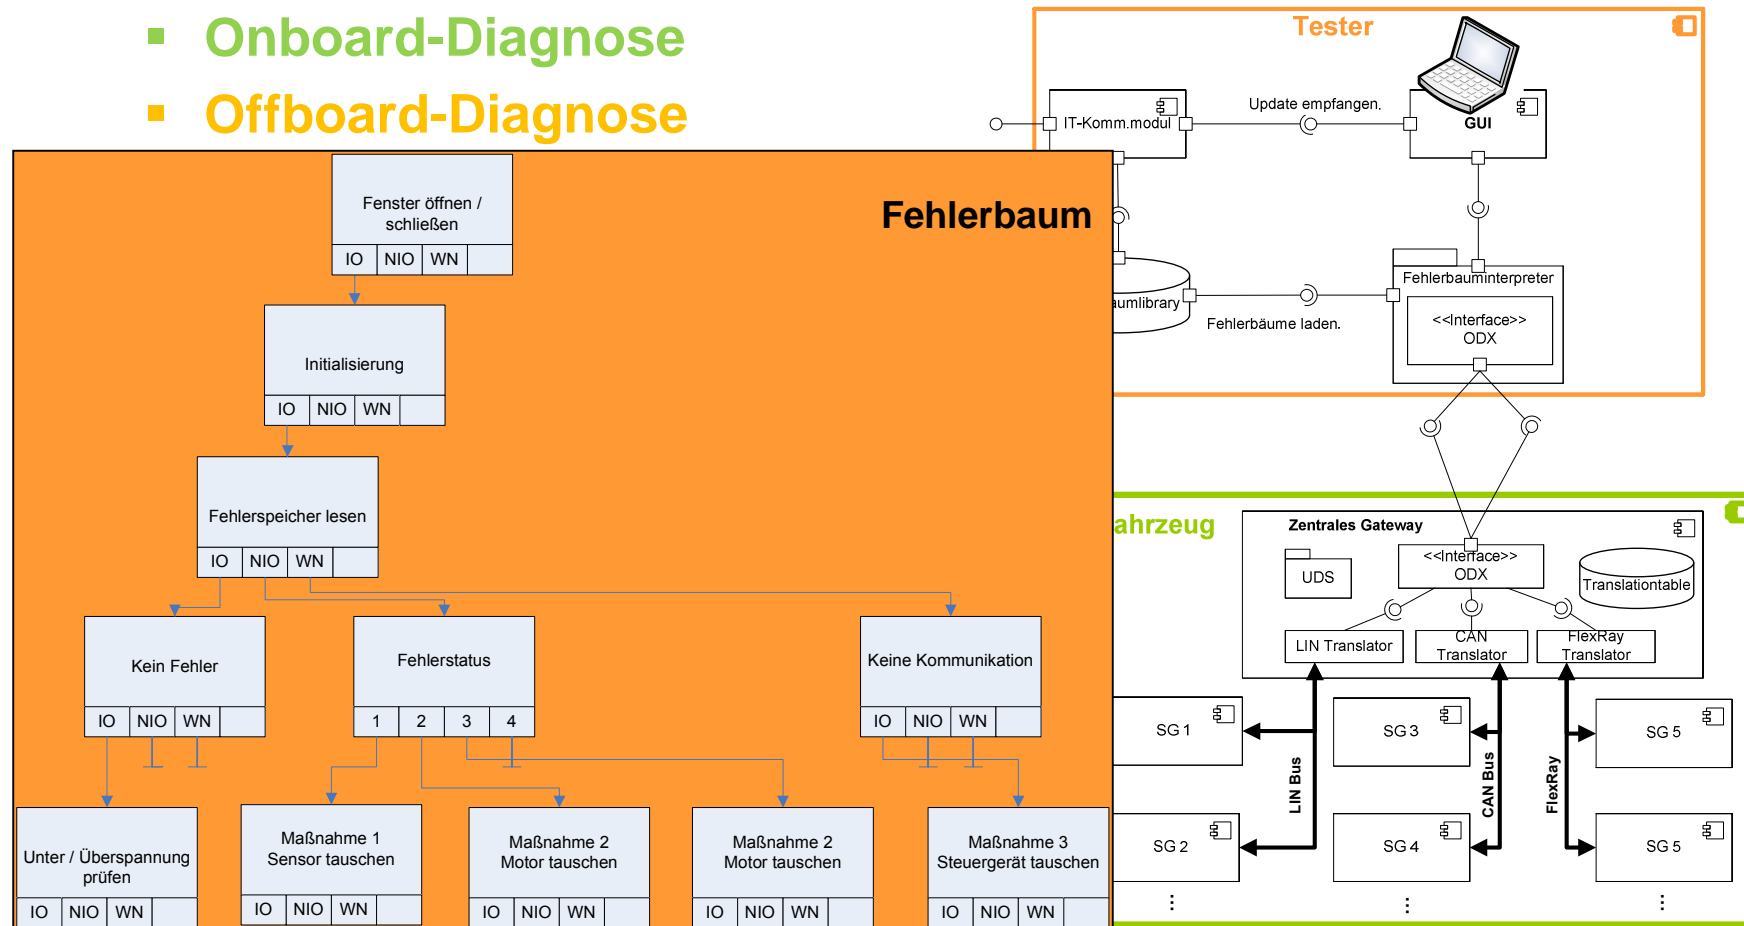 Onboard-Diagnose
Offboard-Diagnose
Tester
IT-Komm.modul
Update empfangen.
GUI
Fehlerbaum
Fenster öffnen /
schließen
IO NIO WN
Initialisierung
IO NIO WN
Fehlerspeicher lesen
IO NIO WN
Kein Fehler
IO NIO WN
Fehlerstatus
1 2 3 4
Keine Kommunikation
IO NIO WN
Unter / Überspannung
prüfen
IO NIO WN
Maßnahme 1
Sensor tauschen
IO NIO WN
Maßnahme 2
Motor tauschen
IO NIO WN
Maßnahme 2
Motor tauschen
IO NIO WN
Maßnahme 3
Steuergerät tauschen
IO NIO WN
aumlibrary
Fehlerbäume laden.
Fehlerbauminterpreter
<<Interface>>
ODX
ahrzeug
Zentrales Gateway
UDS
<<Interface>>
ODX
Translationtable
LIN Translator
CAN
Translator
FlexRay
Translator
SG 1
SG 3
SG 5
LIN Bus
CAN Bus
FlexRay
SG 2
SG 4
SG 5